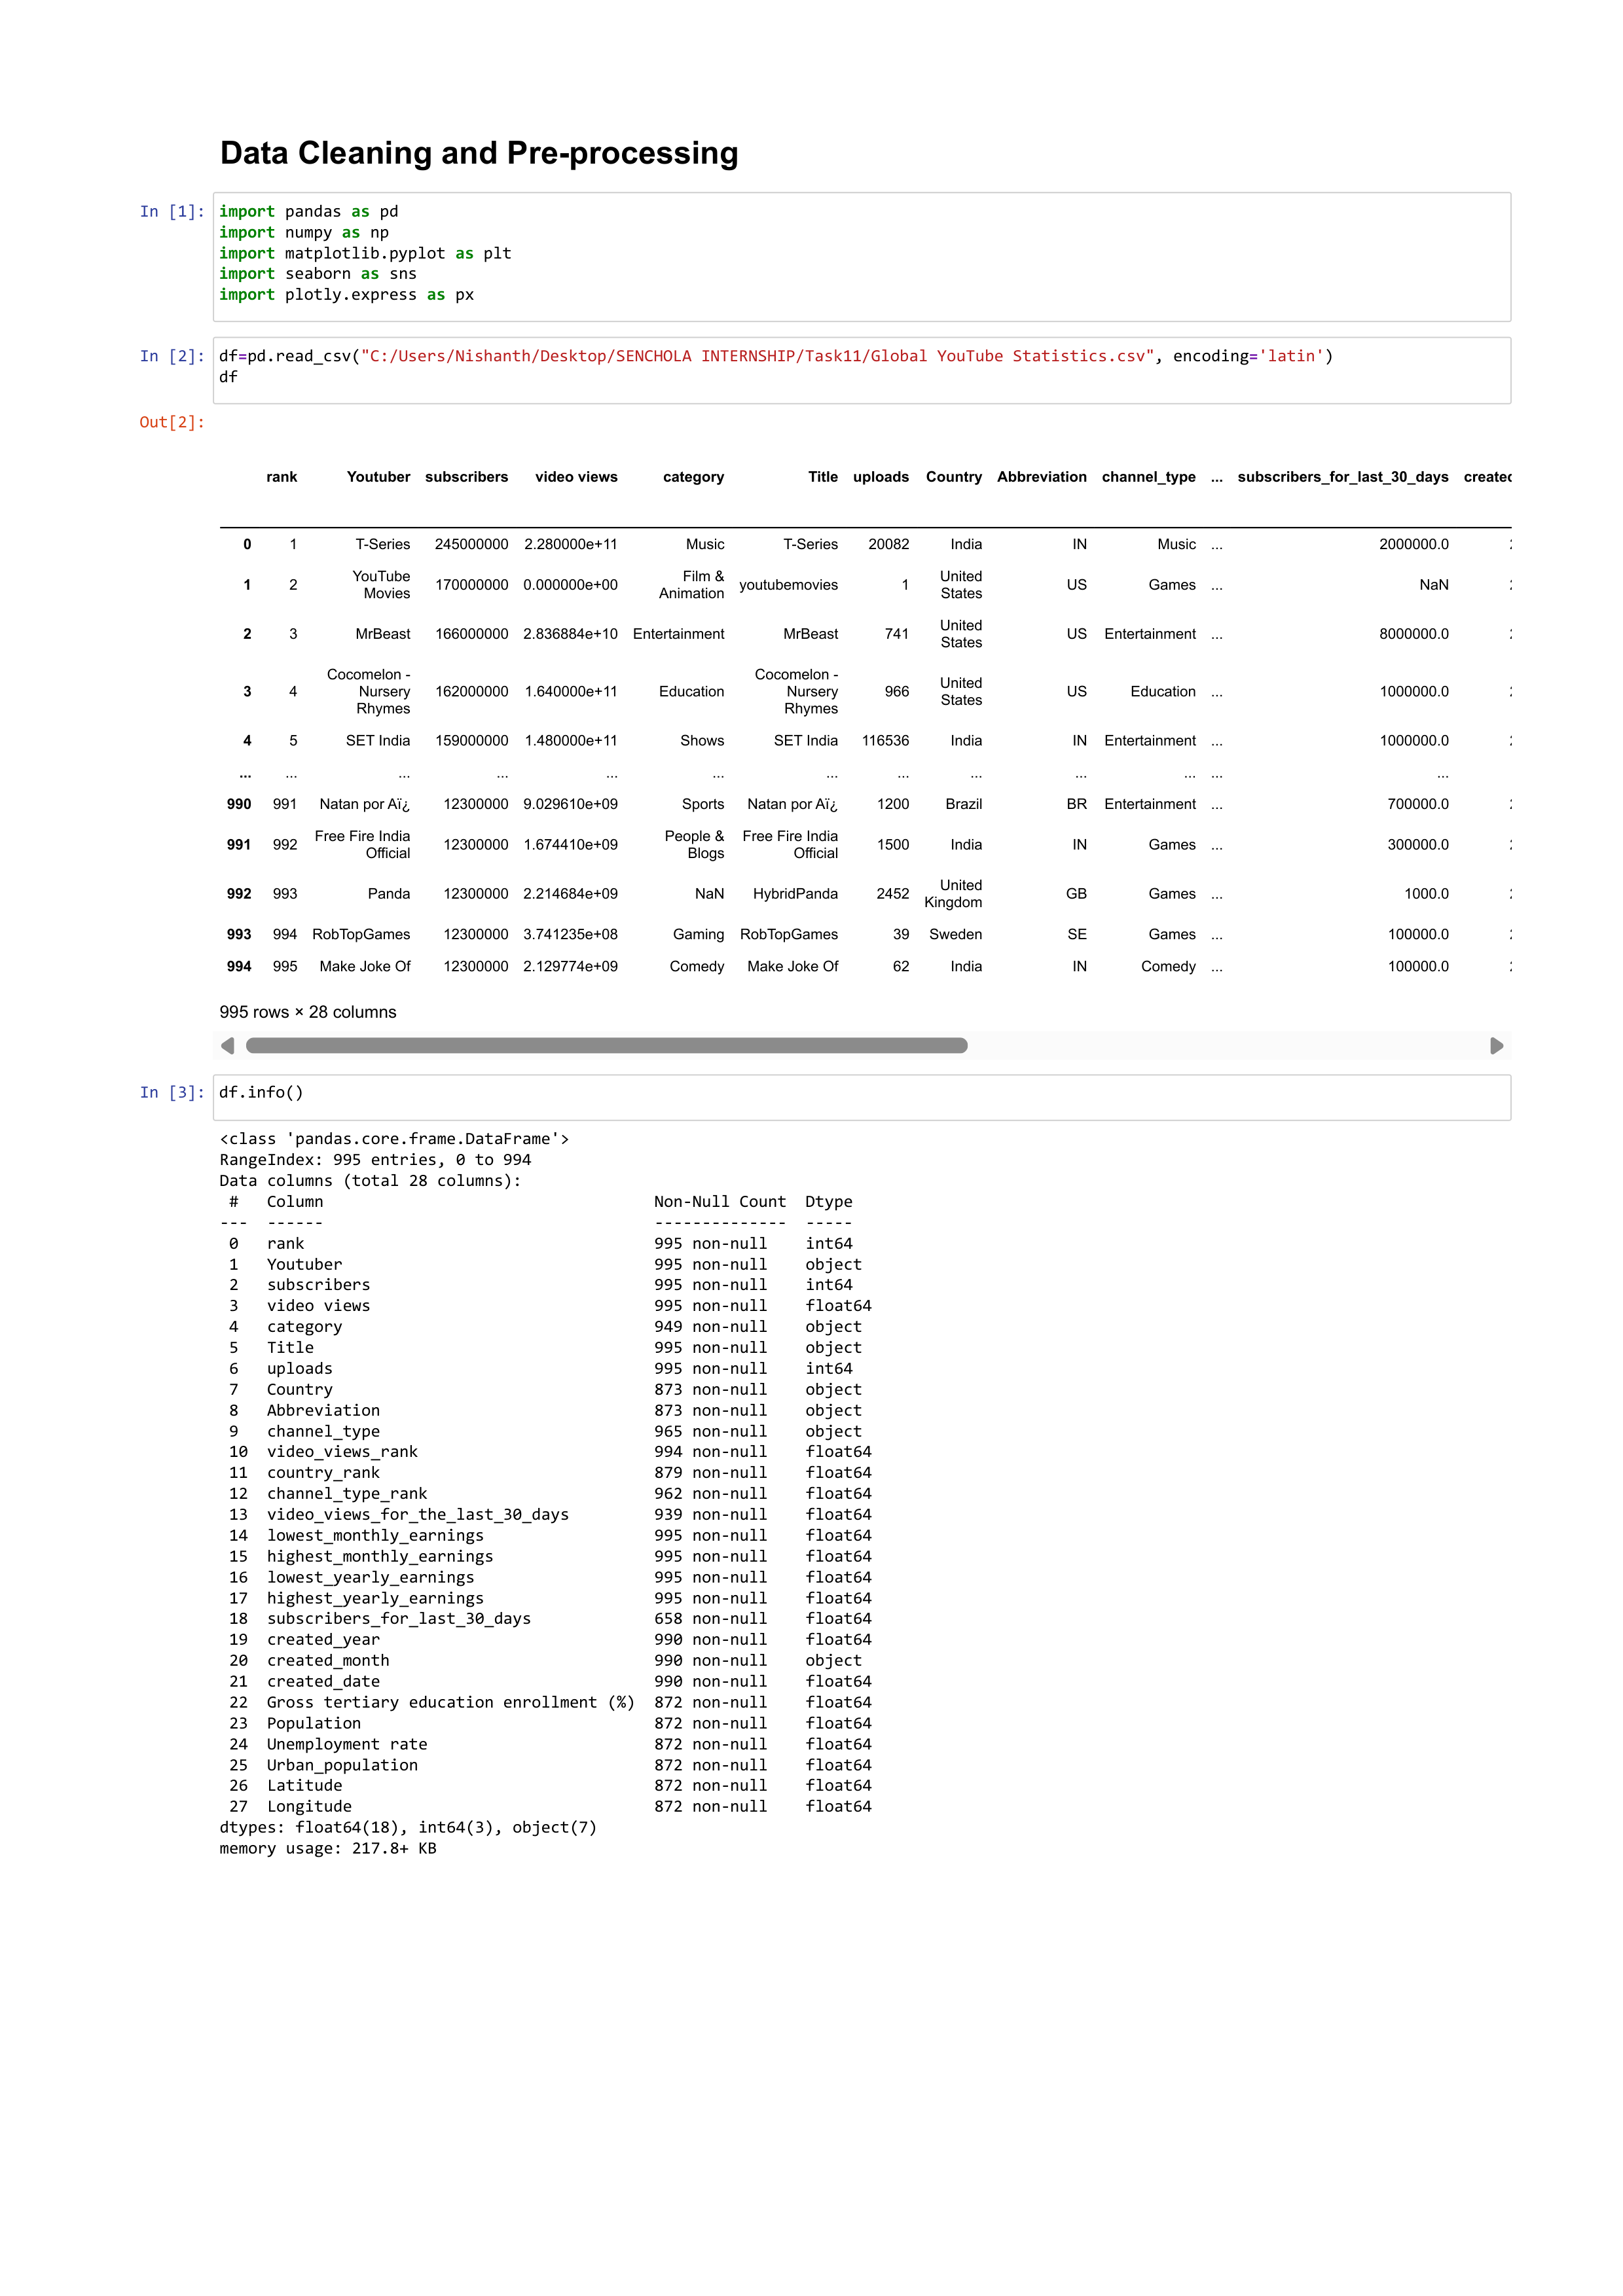 Data Cleaning and Pre-processing
In [1]: import pandas as pd
import numpy as np
import matplotlib.pyplot as plt
import seaborn as sns
import plotly.express as px
In [2]: df=pd.read_csv("C:/Users/Nishanth/Desktop/SENCHOLA INTERNSHIP/Task11/Global YouTube Statistics.csv", encoding='latin')
df
Out[2]:
rank Youtuber subscribers video views category Title uploads Country Abbreviation channel_type ... subscribers_for_last_30_days created
0 1 T-Series 245000000 2.280000e+11 Music T-Series 20082 India IN Music ... 2000000.0
1 2 YouTube Movies 170000000 0.000000e+00 Film & Animation youtubemovies 1 United States US Games ... NaN
2 3 MrBeast 166000000 2.836884e+10 Entertainment MrBeast 741 United States US Entertainment ... 8000000.0
3 4 Cocomelon - Nursery Rhymes 162000000 1.640000e+11 Education Cocomelon - Nursery Rhymes 966 United States US Education ... 1000000.0
4 5 SET India 159000000 1.480000e+11 Shows SET India 116536 India IN Entertainment ... 1000000.0
... ... ... ... ... ... ... ... ... ... ... ... ...
990 991 Natan por Aï¿ 12300000 9.029610e+09 Sports Natan por Aï¿ 1200 Brazil BR Entertainment ... 700000.0
991 992 Free Fire India Official 12300000 1.674410e+09 People & Blogs Free Fire India Official 1500 India IN Games ... 300000.0
992 993 Panda 12300000 2.214684e+09 NaN HybridPanda 2452 United Kingdom GB Games ... 1000.0
993 994 RobTopGames 12300000 3.741235e+08 Gaming RobTopGames 39 Sweden SE Games ... 100000.0
994 995 Make Joke Of 12300000 2.129774e+09 Comedy Make Joke Of 62 India IN Comedy ... 100000.0
995 rows × 28 columns
In [3]: df.info()
<class 'pandas.core.frame.DataFrame'>
RangeIndex: 995 entries, 0 to 994
Data columns (total 28 columns):
# Column Non-Null Count Dtype
--- ------ -------------- -----
0 rank 995 non-null int64
1 Youtuber 995 non-null object
2 subscribers 995 non-null int64
3 video views 995 non-null float64
4 category 949 non-null object
5 Title 995 non-null object
6 uploads 995 non-null int64
7 Country 873 non-null object
8 Abbreviation 873 non-null object
9 channel_type 965 non-null object
10 video_views_rank 994 non-null float64
11 country_rank 879 non-null float64
12 channel_type_rank 962 non-null float64
13 video_views_for_the_last_30_days 939 non-null float64
14 lowest_monthly_earnings 995 non-null float64
15 highest_monthly_earnings 995 non-null float64
16 lowest_yearly_earnings 995 non-null float64
17 highest_yearly_earnings 995 non-null float64
18 subscribers_for_last_30_days 658 non-null float64
19 created_year 990 non-null float64
20 created_month 990 non-null object
21 created_date 990 non-null float64
22 Gross tertiary education enrollment (%) 872 non-null float64
23 Population 872 non-null float64
24 Unemployment rate 872 non-null float64
25 Urban_population 872 non-null float64
26 Latitude 872 non-null float64
27 Longitude 872 non-null float64
dtypes: float64(18), int64(3), object(7)
memory usage: 217.8+ KB